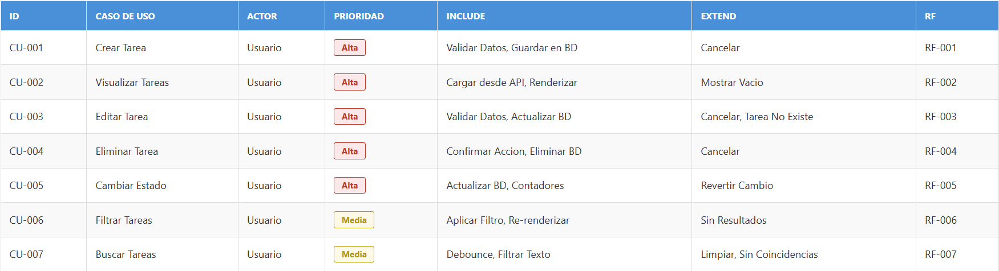 ID CASO DE USO ACTOR PRIORIDAD INCLUDE EXTEND RF
CU-001 Crear Tarea Usuario Alta Validar Datos, Guardar en BD Cancelar RF-001
CU-002 Visualizar Tareas Usuario Alta Cargar desde API, Renderizar Mostrar Vacio RF-002
CU-003 Editar Tarea Usuario Alta Validar Datos, Actualizar BD Cancelar, Tarea No Existe RF-003
CU-004 Eliminar Tarea Usuario Alta Confirmar Accion, Eliminar BD Cancelar RF-004
CU-005 Cambiar Estado Usuario Alta Actualizar BD, Contadores Revertir Cambio RF-005
CU-006 Filtrar Tareas Usuario Media Aplicar Filtro, Re-renderizar Sin Resultados RF-006
CU-007 Buscar Tareas Usuario Media Debounce, Filtrar Texto Limpiar, Sin Coincidencias RF-007